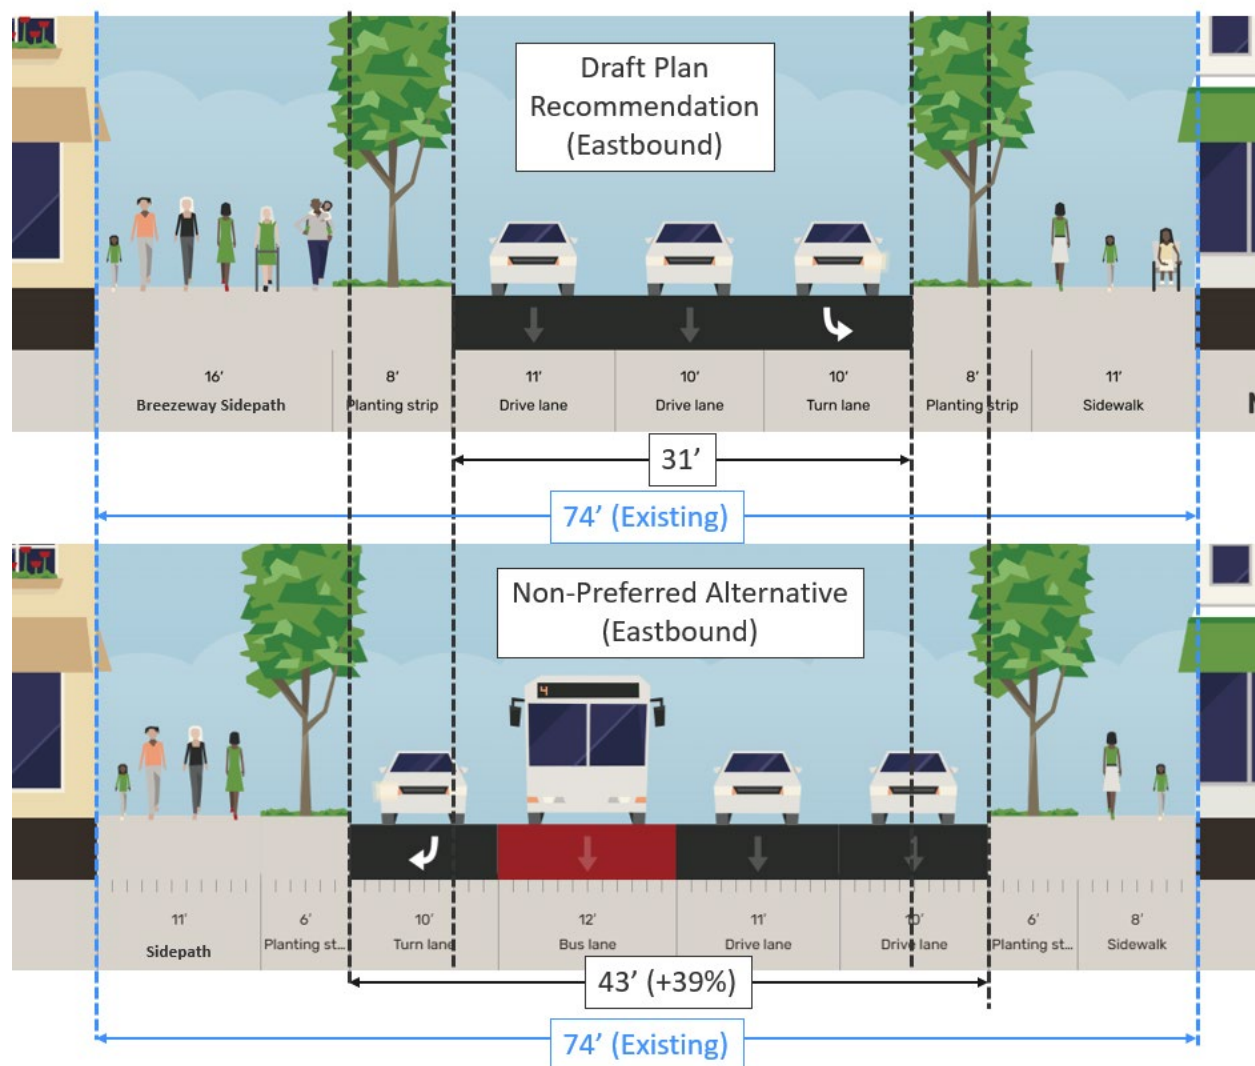 Draft Plan
Recommendation
(Eastbound)
16' 8' 11' 10' 10' 8' 11'
Breezeway Sidepath Planting strip Drive lane Drive lane Turn lane Planting strip Sidewalk
31'
74' (Existing)
Non-Preferred Alternative
(Eastbound)
4
11' 6' 10' 12' 11' 10' 6' 8'
Sidepath Planting st... Turn lane Bus lane Drive lane Drive lane Planting st... Sidewalk
43' (+39%)
74' (Existing)